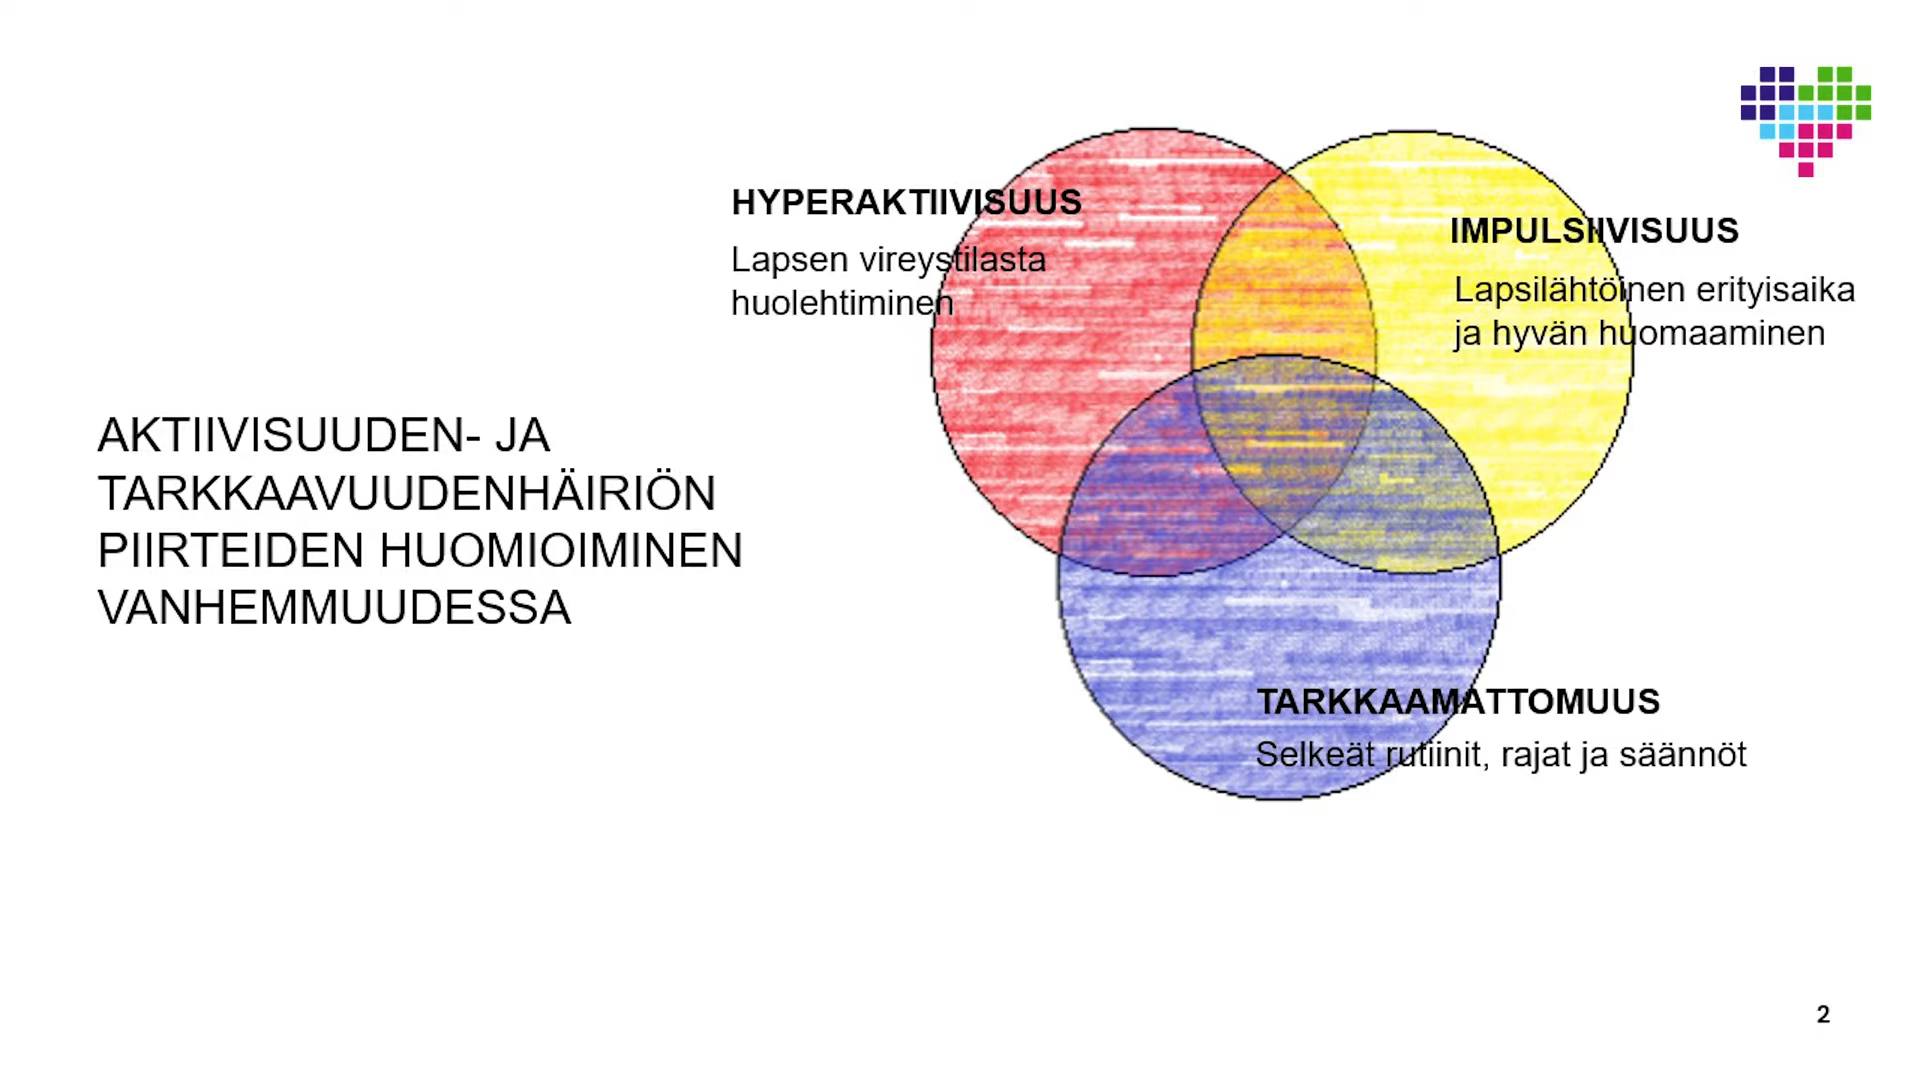 AKTIIVISUUDEN- JA
TARKKAAVUUDENHÄIRIÖN
PIIRTEIDEN HUOMIOIMINEN
VANHEMMUUDESSA
HYPERAKTIIVISUUS
Lapsen vireystilasta
huolehtiminen
IMPULSIIVISUUS
Lapsilähtöinen erityisaika
ja hyvän huomaaminen
TARKKAAMATTOMUUS
Selkeät rutiinit, rajat ja säännöt
2